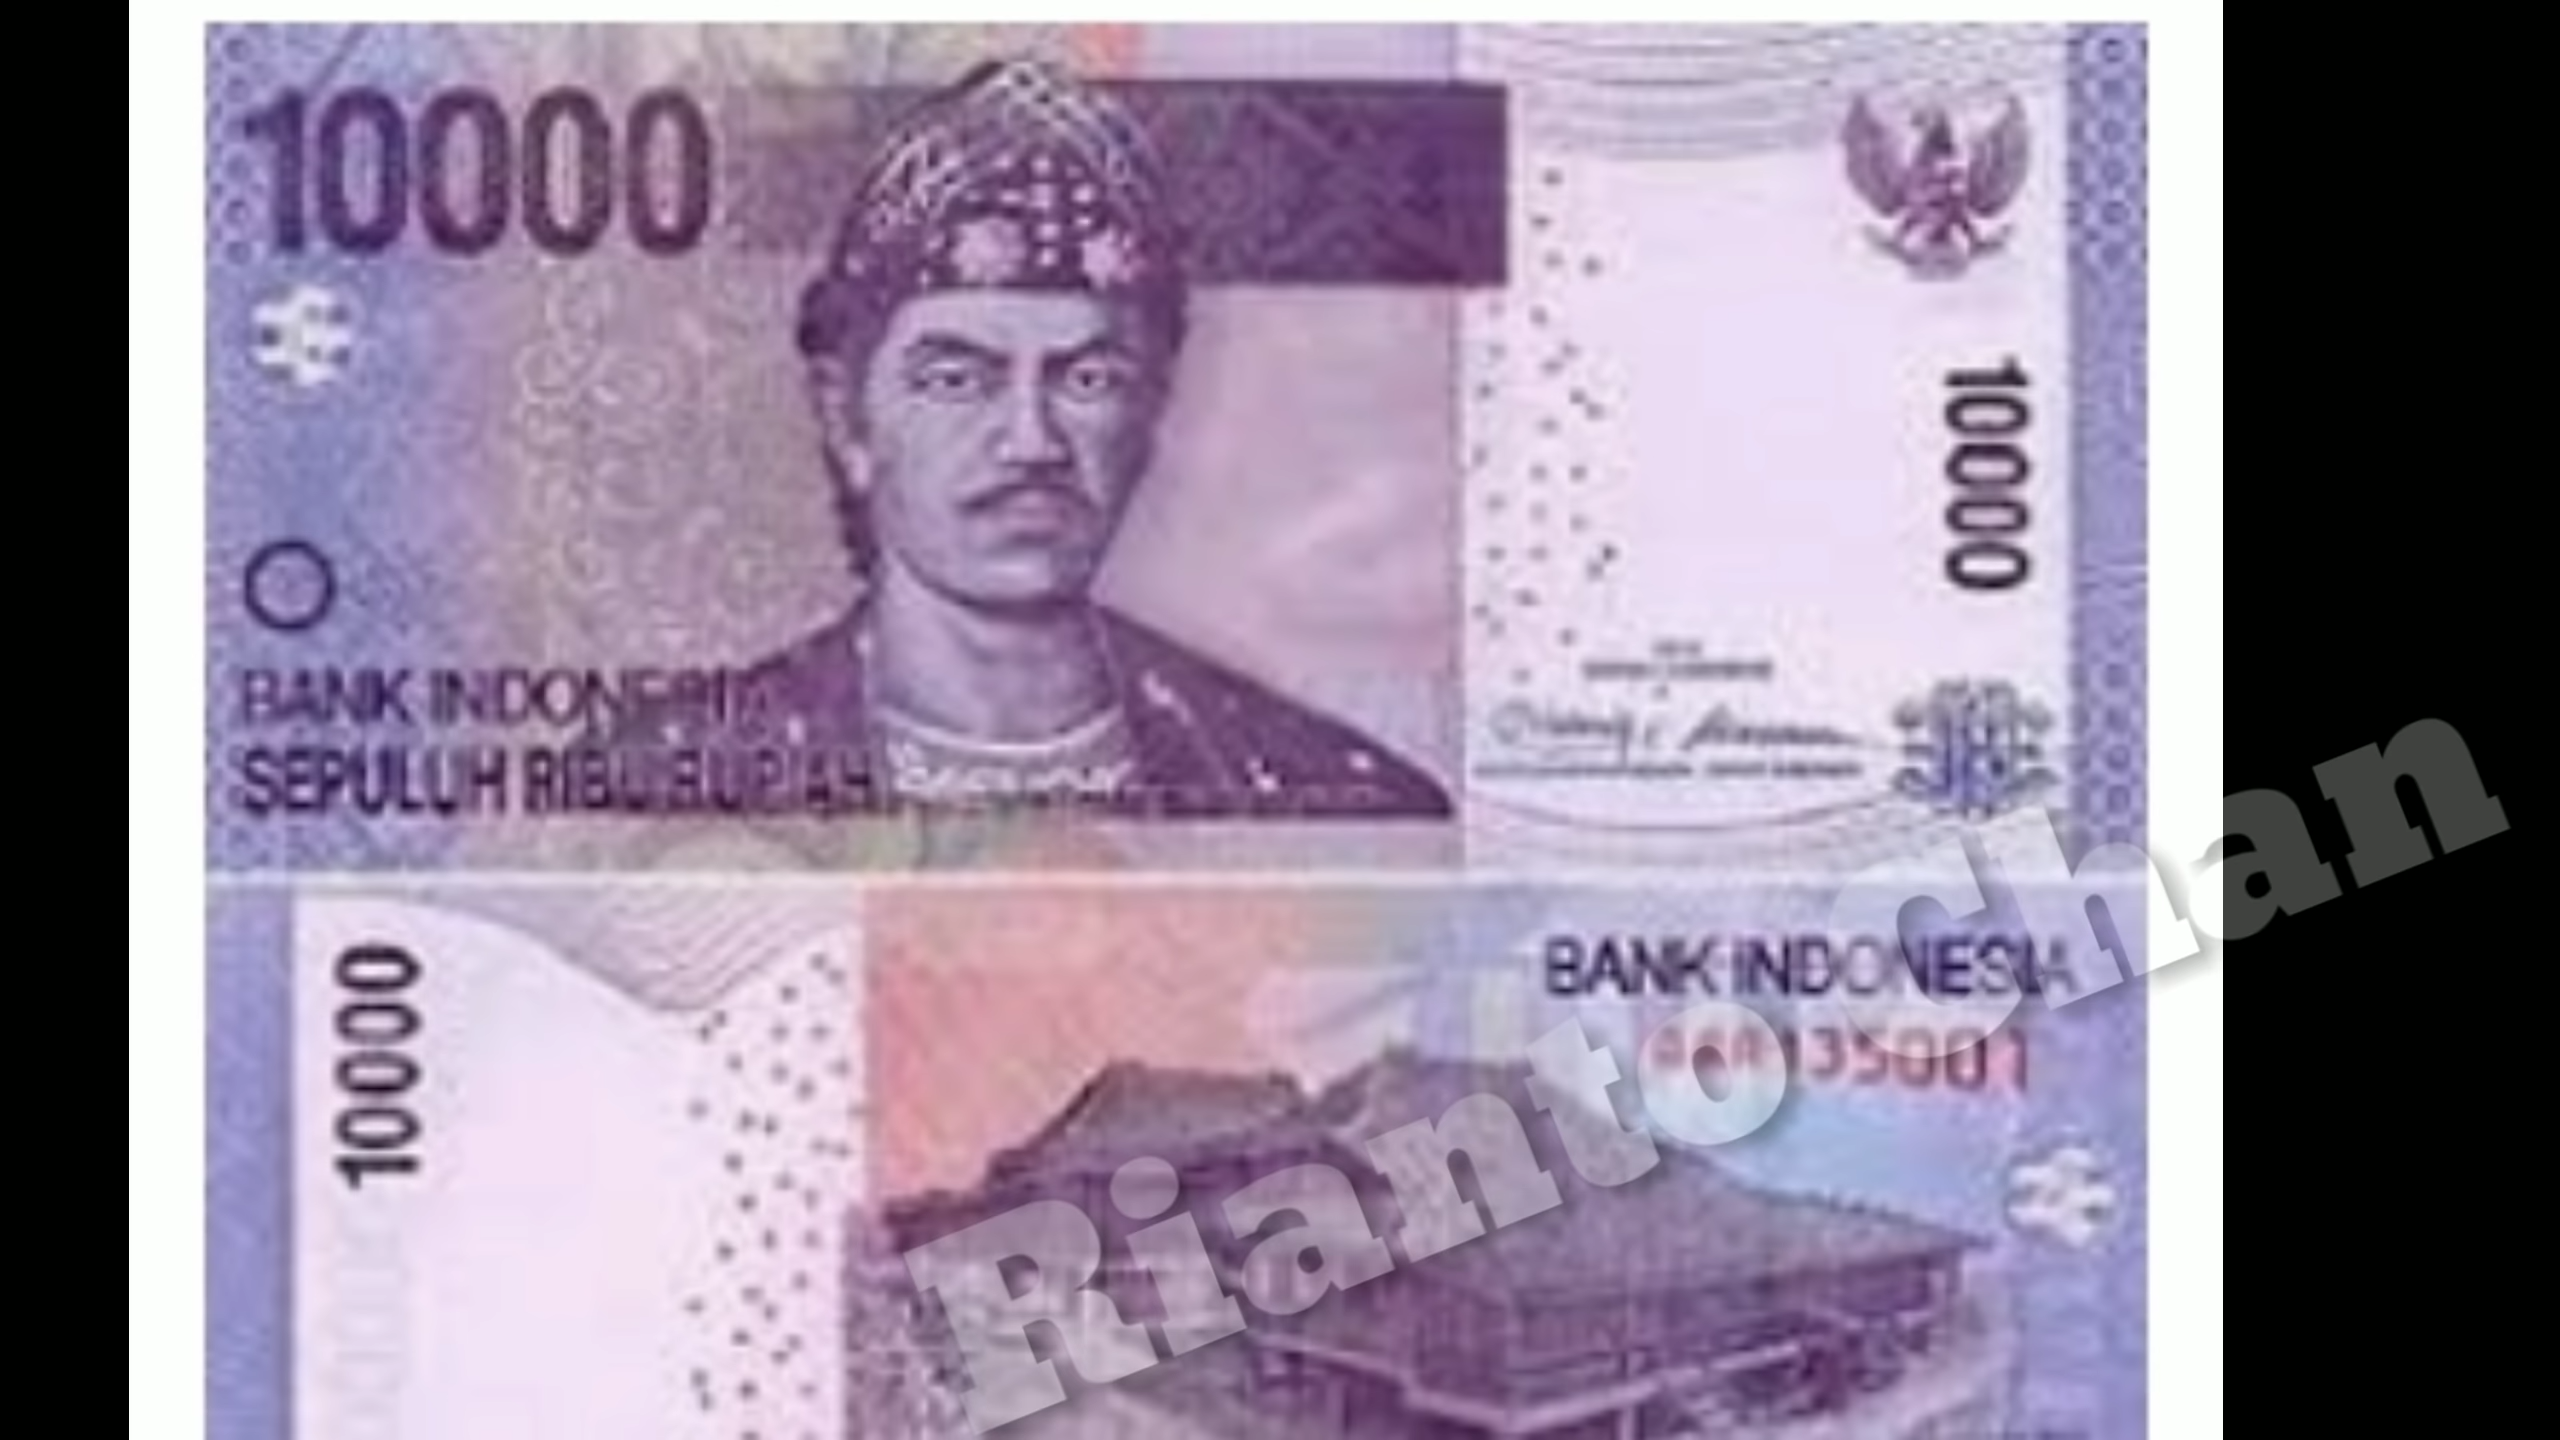 10000
10000
BANK INDONESIA
SEPULUH RIBU RUPIAH
10000
BANK INDONESIA
Rianto Chan